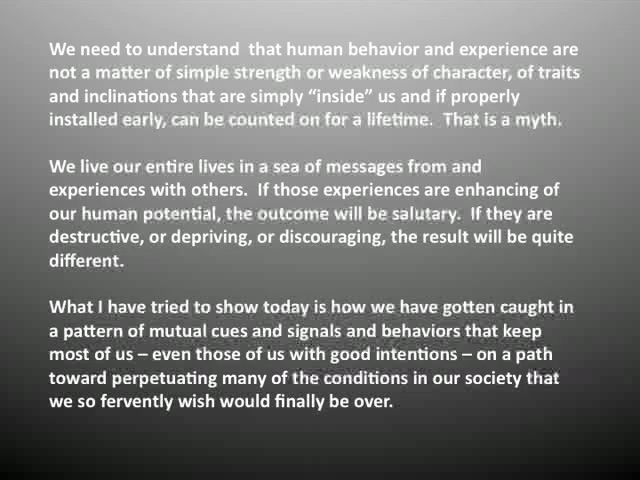 We need to understand  that human behavior and experience are
not a matter of simple strength or weakness of character, of traits
and inclinations that are simply “inside” us and if properly
installed early, can be counted on for a lifetime.  That is a myth.
We live our entire lives in a sea of messages from and
experiences with others.  If those experiences are enhancing of
our human potential, the outcome will be salutary.  If they are
destructive, or depriving, or discouraging, the result will be quite
different.
What I have tried to show today is how we have gotten caught in
a pattern of mutual cues and signals and behaviors that keep
most of us – even those of us with good intentions – on a path
toward perpetuating many of the conditions in our society that
we so fervently wish would finally be over.